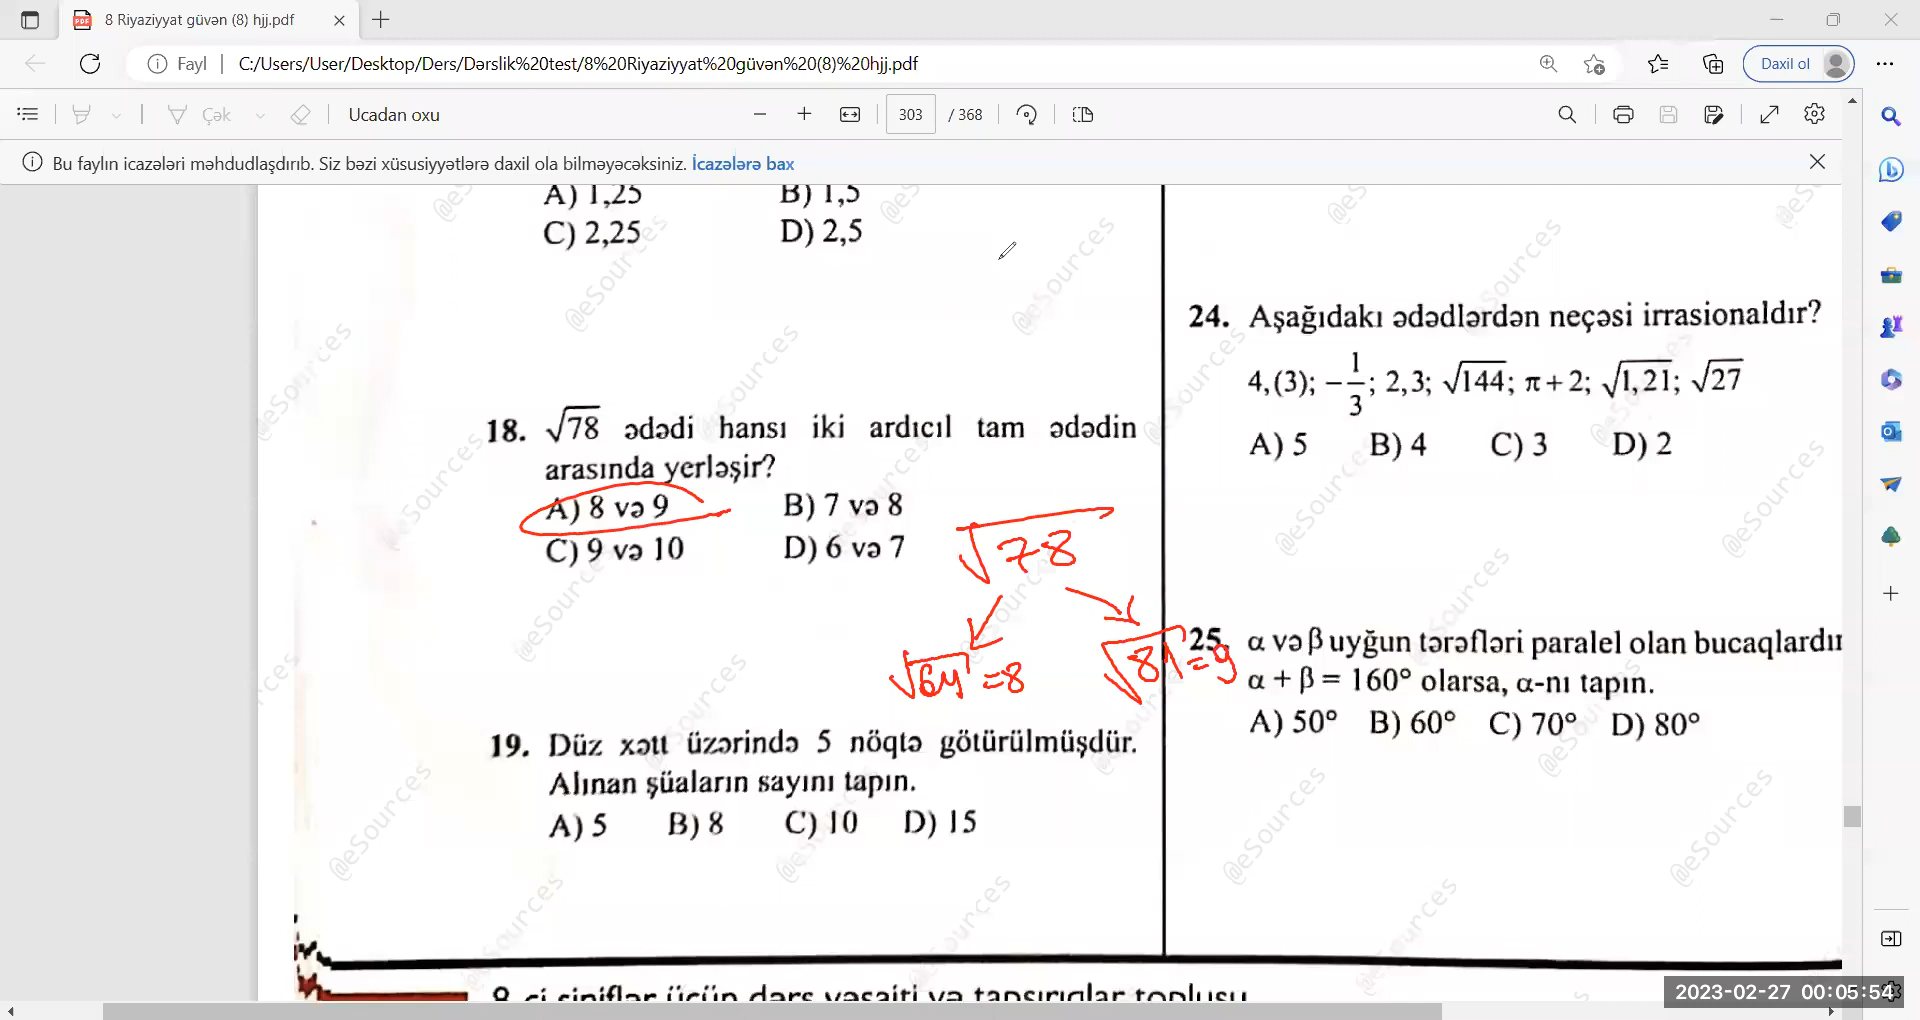 8 Riyaziyyat güvən (8) hjj.pdf
Fayl
C:/Users/User/Desktop/Ders/Dərslik%20test/8%20Riyaziyyat%20güvən%20(8)%20hjj.pdf
Daxil ol
Çək
Ucadan oxu
303 / 368
Bu faylın icazələri məhdudlaşdırıb. Siz bəzi xüsusiyyətlərə daxil ola bilməyəcəksiniz. İcazələrə bax
A) 1,25 B) 1,5
C) 2,25 D) 2,5
18. √78 ədədi hansı iki ardıcıl tam ədədin
arasında yerləşir?
A) 8 və 9 B) 7 və 8
C) 9 və 10 D) 6 və 7
√78
√64 =8 √81=9
19. Düz xətt üzərində 5 nöqtə götürülmüşdür.
Alınan şüaların sayını tapın.
A) 5 B) 8 C) 10 D) 15
24. Aşağıdakı ədədlərdən neçəsi irrasionaldır?
4,(3); -1/3; 2,3; √144; π+2; √1,21; √27
A) 5 B) 4 C) 3 D) 2
25. α və β uyğun tərəfləri paralel olan bucaqlardır
α + β = 160° olarsa, α-nı tapın.
A) 50° B) 60° C) 70° D) 80°
8-ci siniflər üçün dərs vəsaiti və tapşırıqlar toplusu
@eSources
2023-02-27 00:05:54